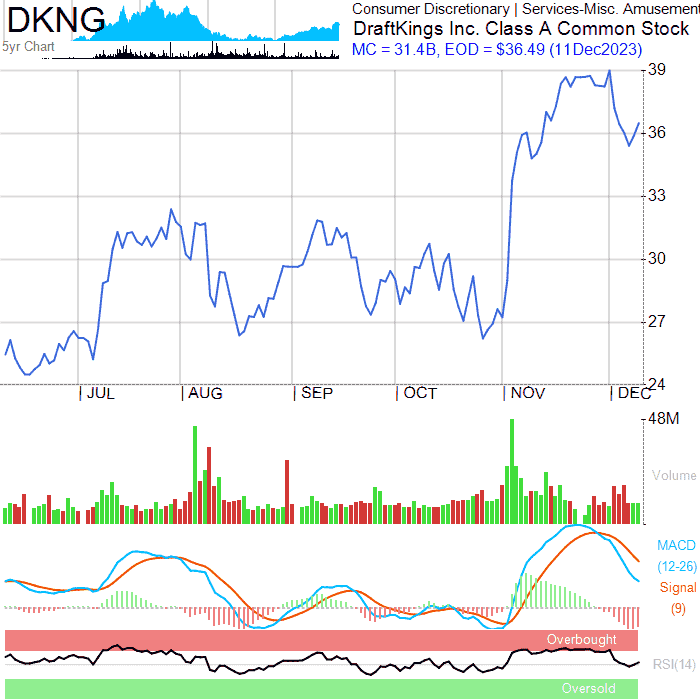 DKNG
5yr Chart
Consumer Discretionary | Services-Misc. Amusement
DraftKings Inc. Class A Common Stock
MC = 31.4B, EOD = $36.49 (11Dec2023)
39
36
33
30
27
24
JUL AUG SEP OCT NOV DEC
48M
Volume
MACD
(12-26)
Signal
(9)
Overbought
RSI(14)
Oversold